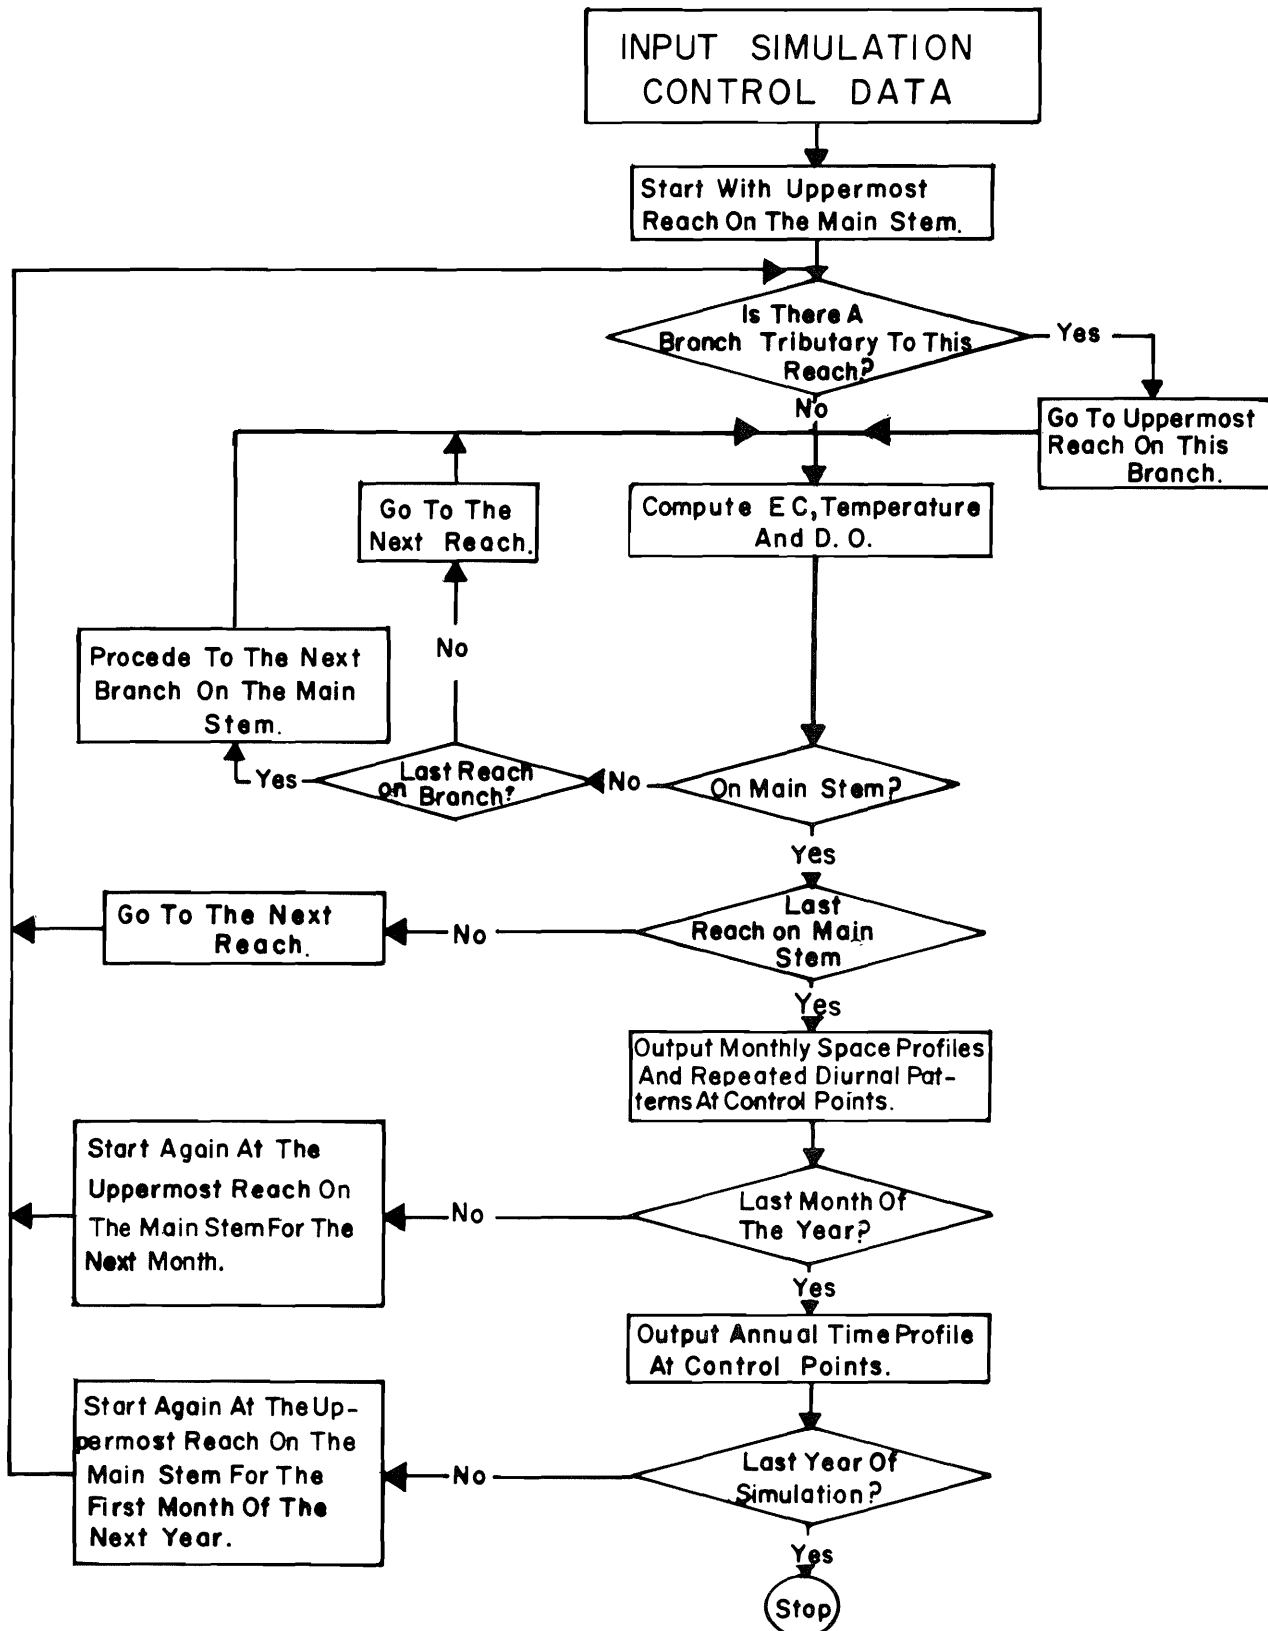 INPUT SIMULATION
CONTROL DATA
Start With Uppermost
Reach On The Main Stem.
Is There A
Branch Tributary To This
Reach?
Yes
No
Go To Uppermost
Reach On This
Branch.
Go To The
Next Reach.
Compute EC, Temperature
And D. O.
No
Procede To The Next
Branch On The Main
Stem.
Yes
Last Reach
on Branch?
No
On Main Stem?
Yes
Go To The Next
Reach.
No
Last
Reach on Main
Stem
Yes
Output Monthly Space Profiles
And Repeated Diurnal Pat-
terns At Control Points.
Start Again At The
Uppermost Reach On
The Main Stem For The
Next Month.
No
Last Month Of
The Year?
Yes
Output Annual Time Profile
At Control Points.
Start Again At The Up-
permost Reach On The
Main Stem For The
First Month Of The
Next Year.
No
Last Year Of
Simulation?
Yes
Stop